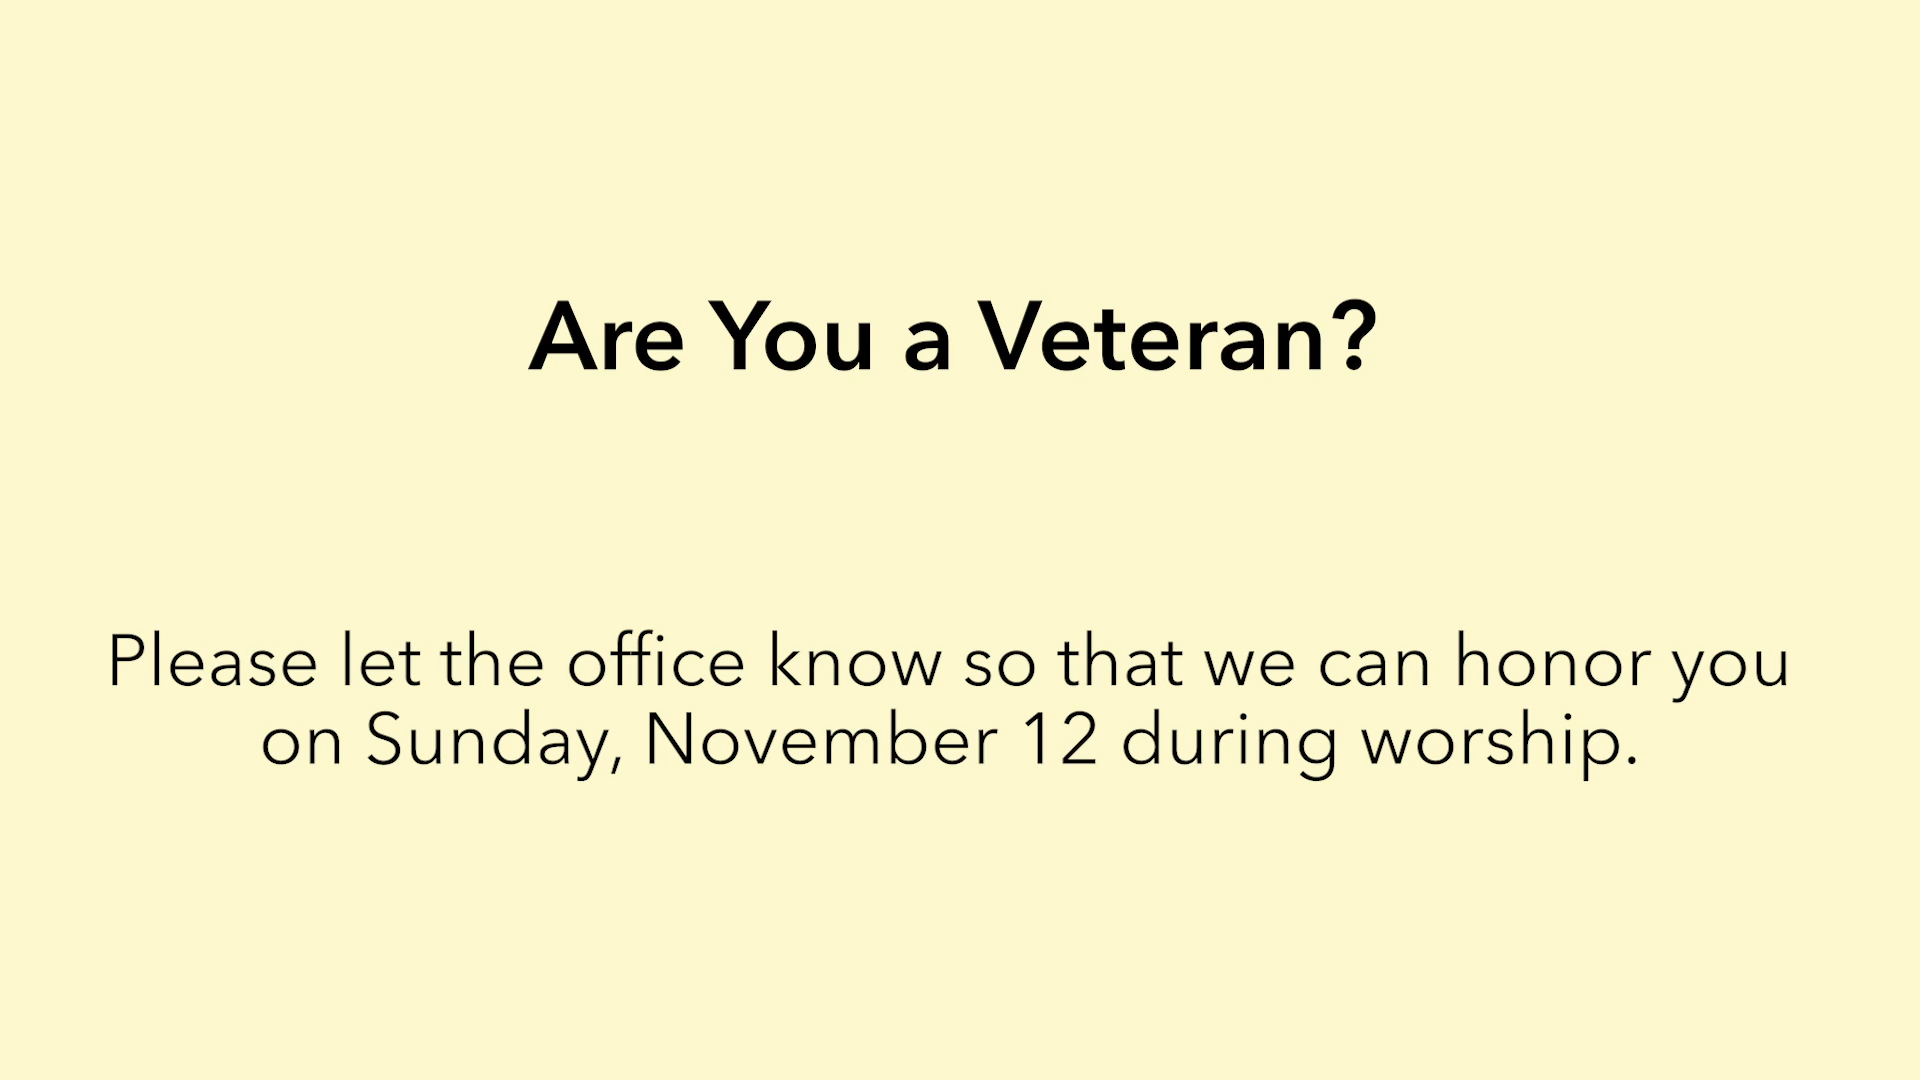 Are You a Veteran?
Please let the office know so that we can honor you
on Sunday, November 12 during worship.